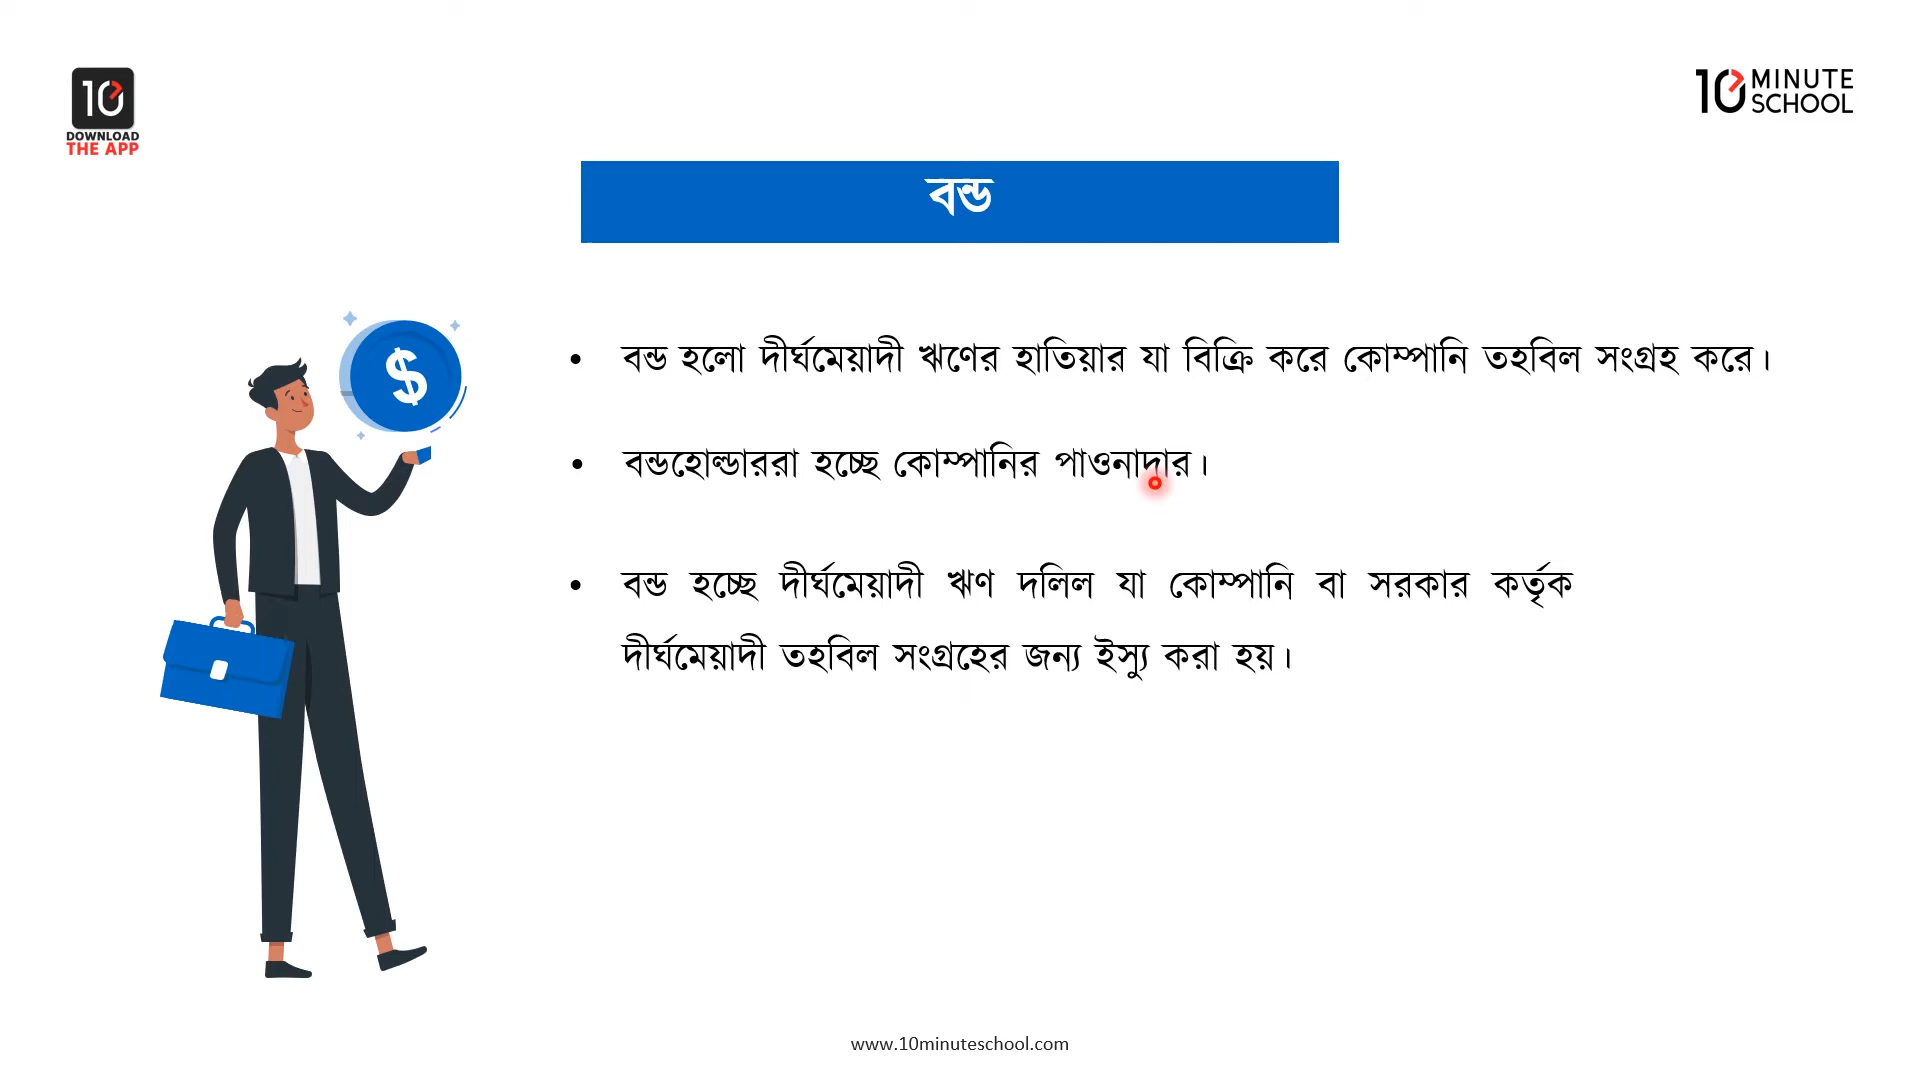 10
DOWNLOAD
THE APP
10 MINUTE
SCHOOL
বন্ড
$
• বন্ড হলো দীর্ঘমেয়াদী ঋণের হাতিয়ার যা বিক্রি করে কোম্পানি তহবিল সংগ্রহ করে।
• বন্ডহোল্ডাররা হচ্ছে কোম্পানির পাওনাদার।
• বন্ড হচ্ছে দীর্ঘমেয়াদী ঋণ দলিল যা কোম্পানি বা সরকার কর্তৃক
দীর্ঘমেয়াদী তহবিল সংগ্রহের জন্য ইস্যু করা হয়।
www.10minuteschool.com